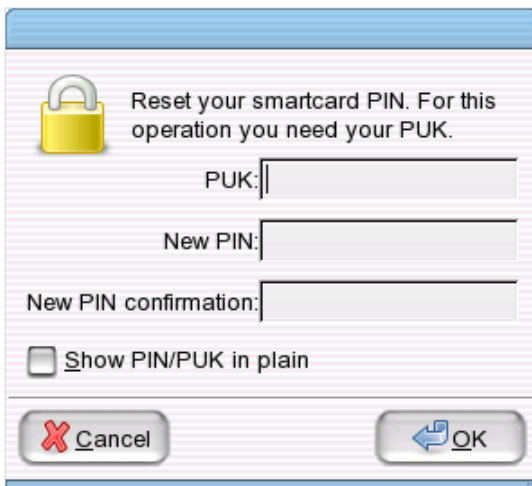 Reset your smartcard PIN. For this
operation you need your PUK.
PUK:
New PIN:
New PIN confirmation:
Show PIN/PUK in plain
Cancel
OK